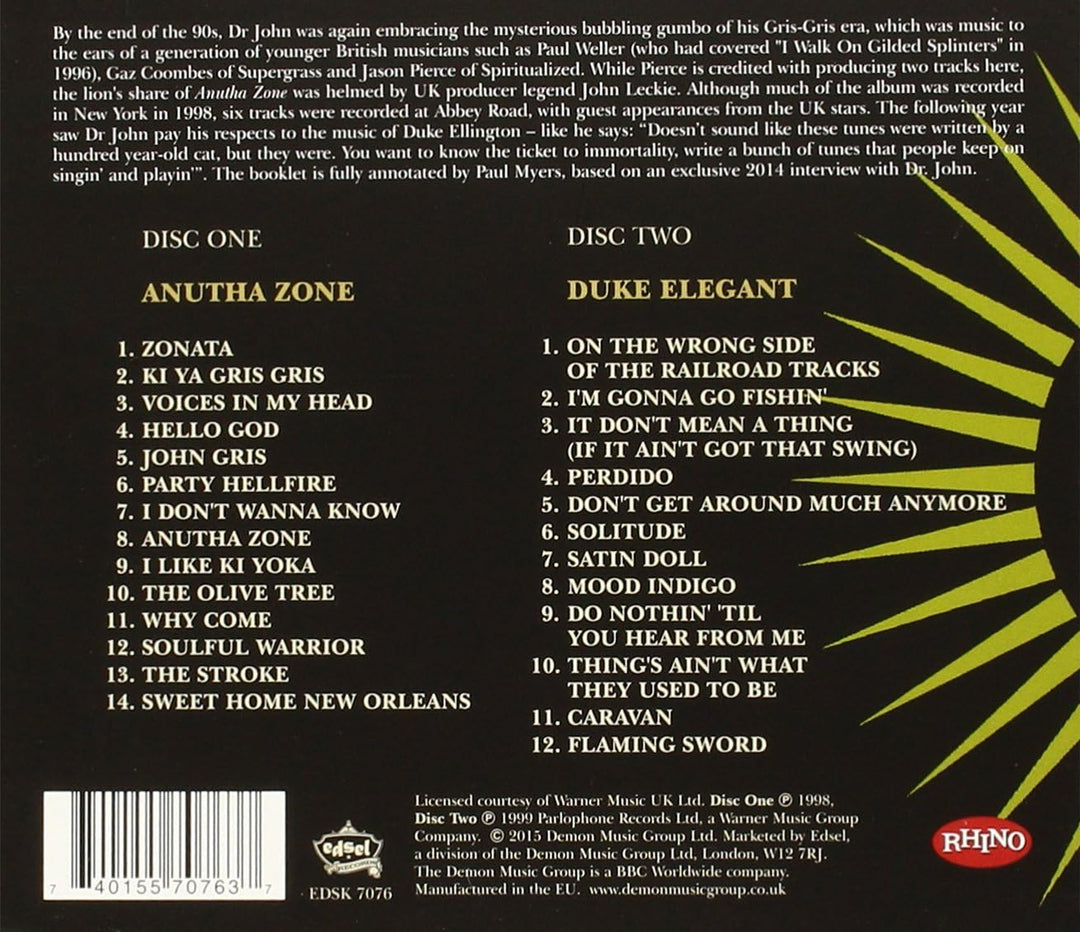 By the end of the 90s, Dr John was again embracing the mysterious bubbling gumbo of his Gris-Gris era, which was music to
the ears of a generation of younger British musicians such as Paul Weller (who had covered "I Walk On Gilded Splinters" in
1996), Gaz Coombes of Supergrass and Jason Pierce of Spiritualized. While Pierce is credited with producing two tracks here,
the lion's share of Anutha Zone was helmed by UK producer legend John Leckie. Although much of the album was recorded
in New York in 1998, six tracks were recorded at Abbey Road, with guest appearances from the UK stars. The following year
saw Dr John pay his respects to the music of Duke Ellington – like he says: “Doesn't sound like these tunes were written by a
hundred year-old cat, but they were. You want to know the ticket to immortality, write a bunch of tunes that people keep on
singin' and playin'”. The booklet is fully annotated by Paul Myers, based on an exclusive 2014 interview with Dr. John.
DISC ONE
ANUTHA ZONE
1. ZONATA
2. KI YA GRIS GRIS
3. VOICES IN MY HEAD
4. HELLO GOD
5. JOHN GRIS
6. PARTY HELLFIRE
7. I DON'T WANNA KNOW
8. ANUTHA ZONE
9. I LIKE KI YOKA
10. THE OLIVE TREE
11. WHY COME
12. SOULFUL WARRIOR
13. THE STROKE
14. SWEET HOME NEW ORLEANS
DISC TWO
DUKE ELEGANT
1. ON THE WRONG SIDE
OF THE RAILROAD TRACKS
2. I'M GONNA GO FISHIN'
3. IT DON'T MEAN A THING
(IF IT AIN'T GOT THAT SWING)
4. PERDIDO
5. DON'T GET AROUND MUCH ANYMORE
6. SOLITUDE
7. SATIN DOLL
8. MOOD INDIGO
9. DO NOTHIN' 'TIL
YOU HEAR FROM ME
10. THING'S AIN'T WHAT
THEY USED TO BE
11. CARAVAN
12. FLAMING SWORD
7 40155 70763 7
edsel
RECORDS
EDSK 7076
Licensed courtesy of Warner Music UK Ltd. Disc One ℗ 1998,
Disc Two ℗ 1999 Parlophone Records Ltd, a Warner Music Group
Company. © 2015 Demon Music Group Ltd. Marketed by Edsel,
a division of the Demon Music Group Ltd, London, W12 7RJ.
The Demon Music Group is a BBC Worldwide company.
Manufactured in the EU. www.demonmusicgroup.co.uk
RHINO